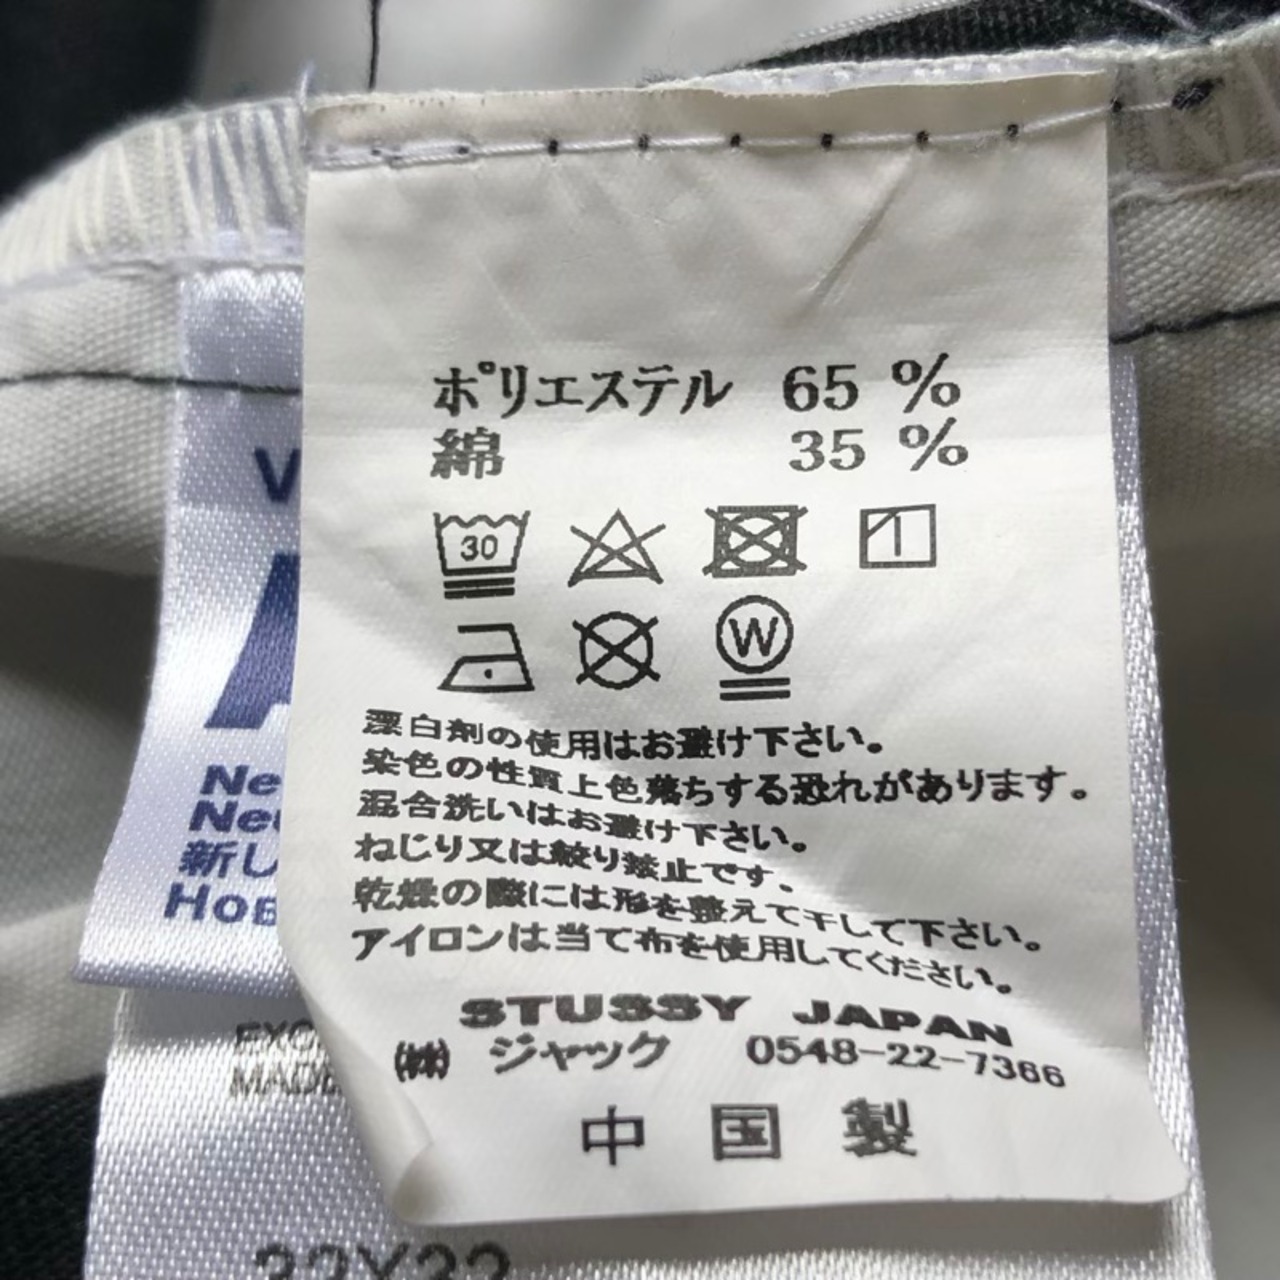 ポリエステル 65 %
綿 35 %
30
W
漂白剤の使用はお避け下さい。
染色の性質上色落ちする恐れがあります。
混合洗いはお避け下さい。
ねじり又は絞り禁止です。
乾燥の際には形を整えて干して下さい。
アイロンは当て布を使用してください。
STUSSY JAPAN
㈱ ジャック 0548-22-7366
中国製
新し
MADE
32X32